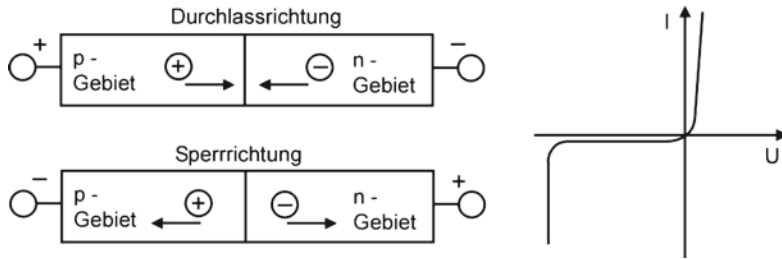 Durchlassrichtung
+
p -
Gebiet
+
−
n -
Gebiet
−
Sperrrichtung
−
p -
Gebiet
+
−
n -
Gebiet
+
I
U